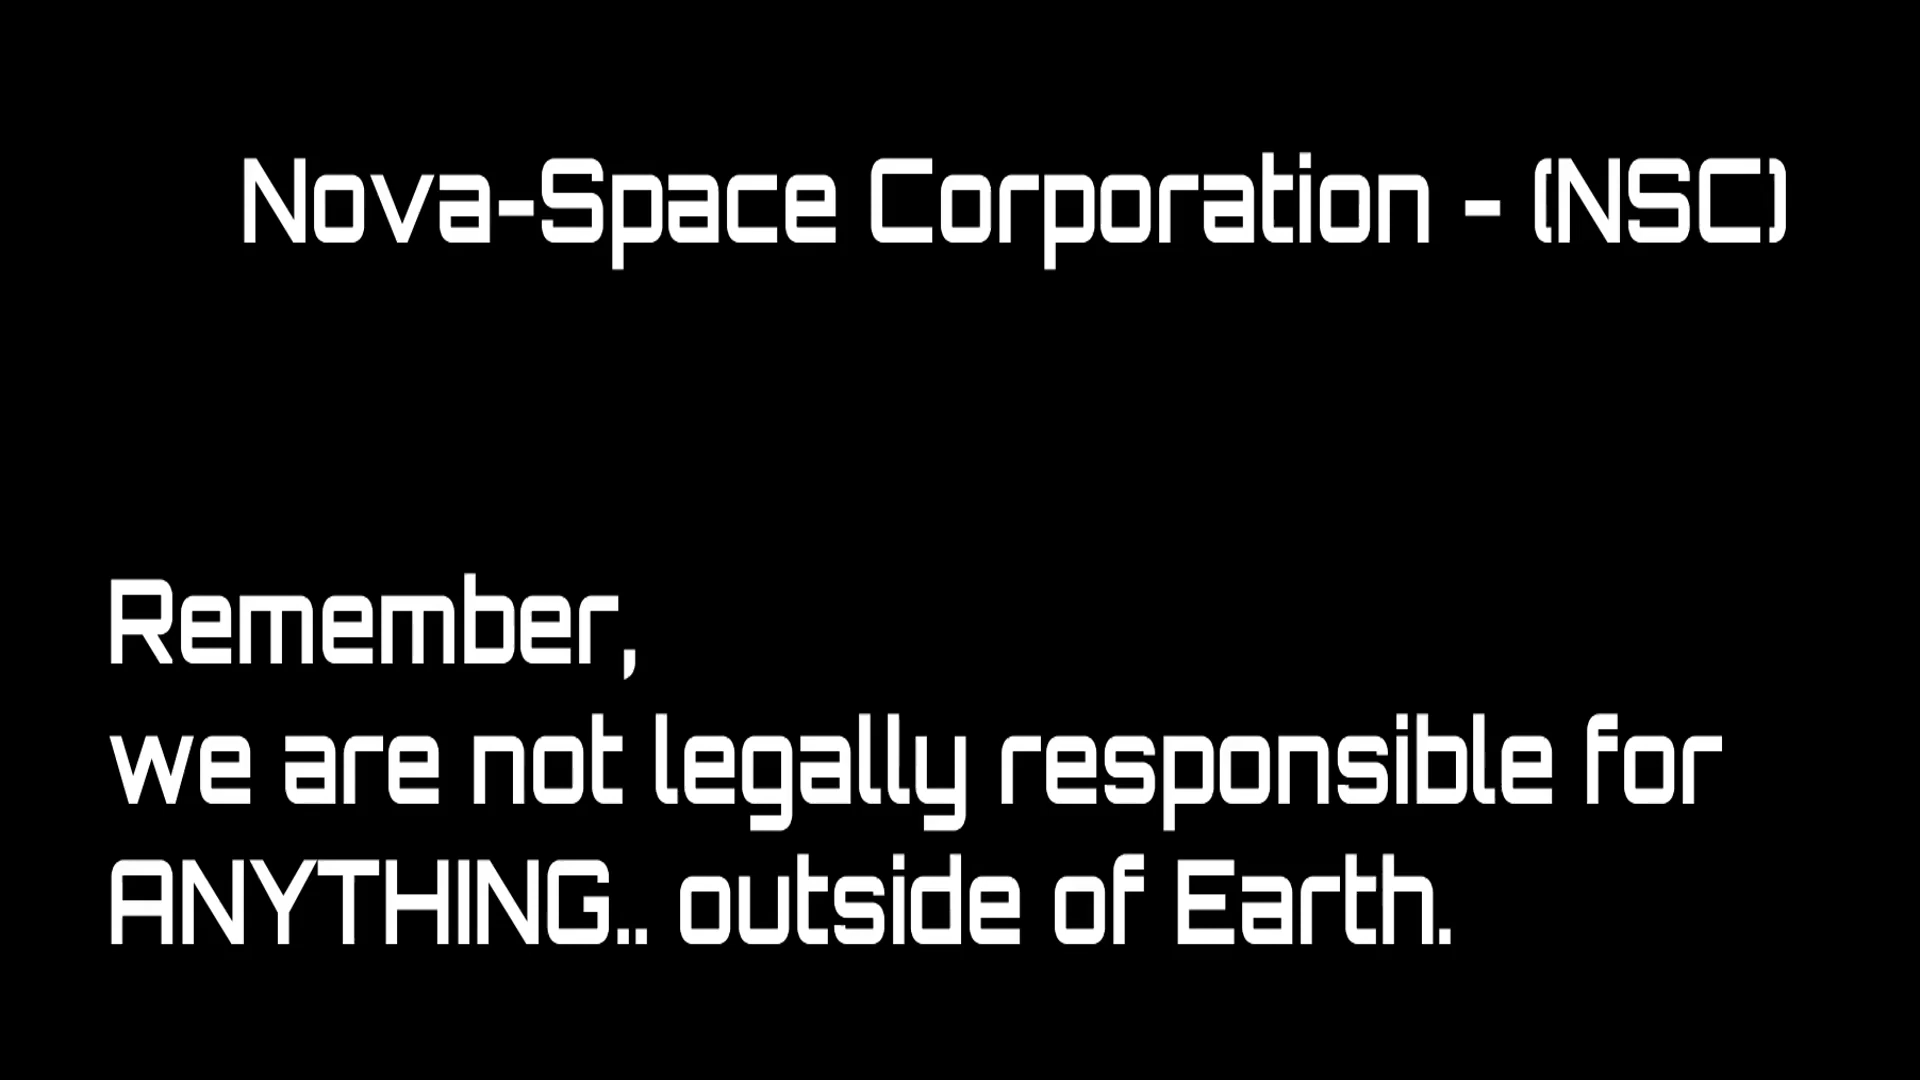 Nova-Space Corporation - (NSC)
Remember,
we are not legally responsible for
ANYTHING.. outside of Earth.